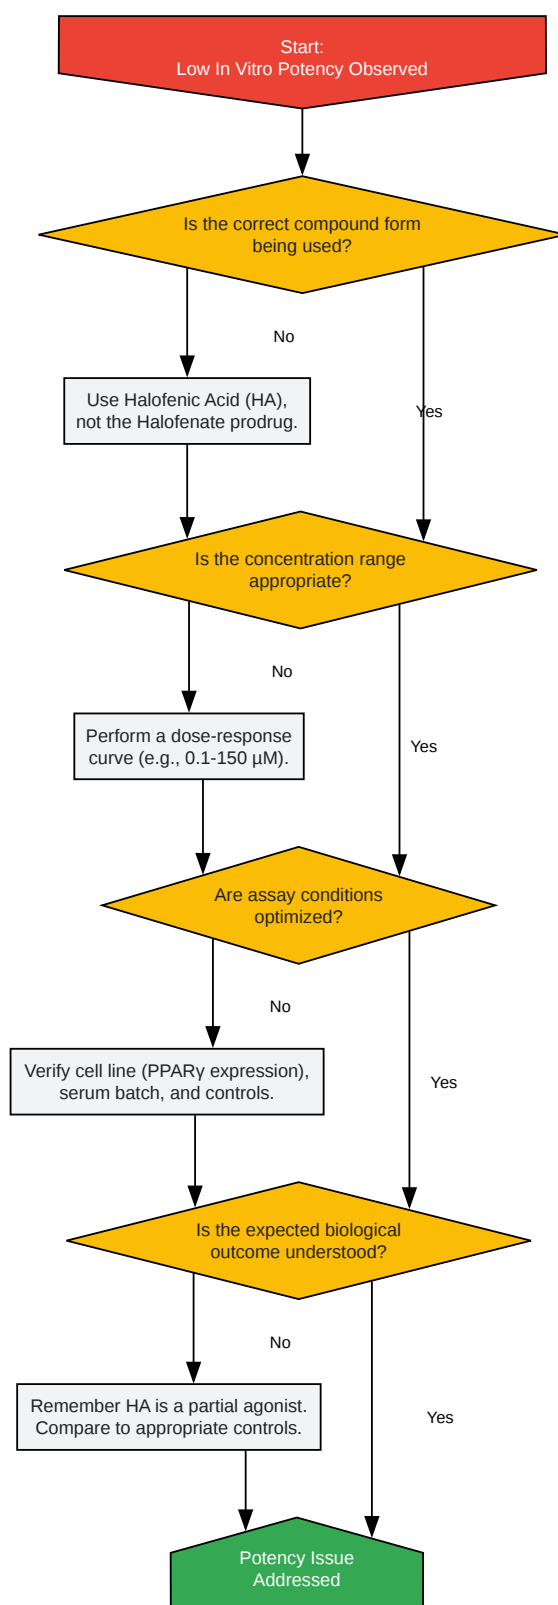 Start:
Low In Vitro Potency Observed
Is the correct compound form
being used?
No
Use Halofenic Acid (HA),
not the Halofenate prodrug.
Yes
Is the concentration range
appropriate?
No
Perform a dose-response
curve (e.g., 0.1-150 µM).
Yes
Are assay conditions
optimized?
No
Verify cell line (PPARγ expression),
serum batch, and controls.
Yes
Is the expected biological
outcome understood?
No
Remember HA is a partial agonist.
Compare to appropriate controls.
Yes
Potency Issue
Addressed